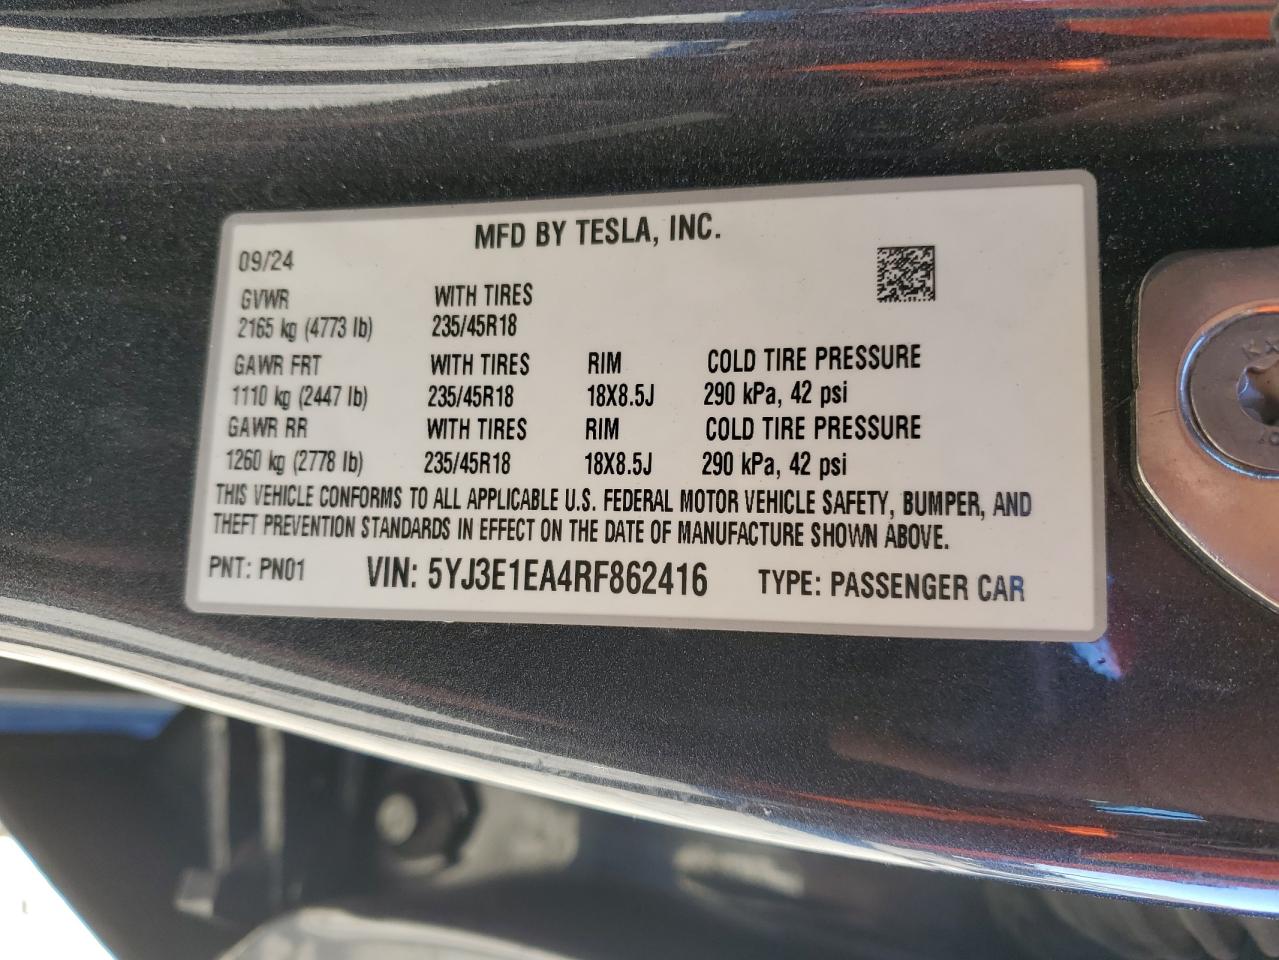 MFD BY TESLA, INC.
09/24
GVWR WITH TIRES
2165 kg (4773 lb) 235/45R18
GAWR FRT WITH TIRES RIM COLD TIRE PRESSURE
1110 kg (2447 lb) 235/45R18 18X8.5J 290 kPa, 42 psi
GAWR RR WITH TIRES RIM COLD TIRE PRESSURE
1260 kg (2778 lb) 235/45R18 18X8.5J 290 kPa, 42 psi
THIS VEHICLE CONFORMS TO ALL APPLICABLE U.S. FEDERAL MOTOR VEHICLE SAFETY, BUMPER, AND
THEFT PREVENTION STANDARDS IN EFFECT ON THE DATE OF MANUFACTURE SHOWN ABOVE.
PNT: PN01 VIN: 5YJ3E1EA4RF862416 TYPE: PASSENGER CAR